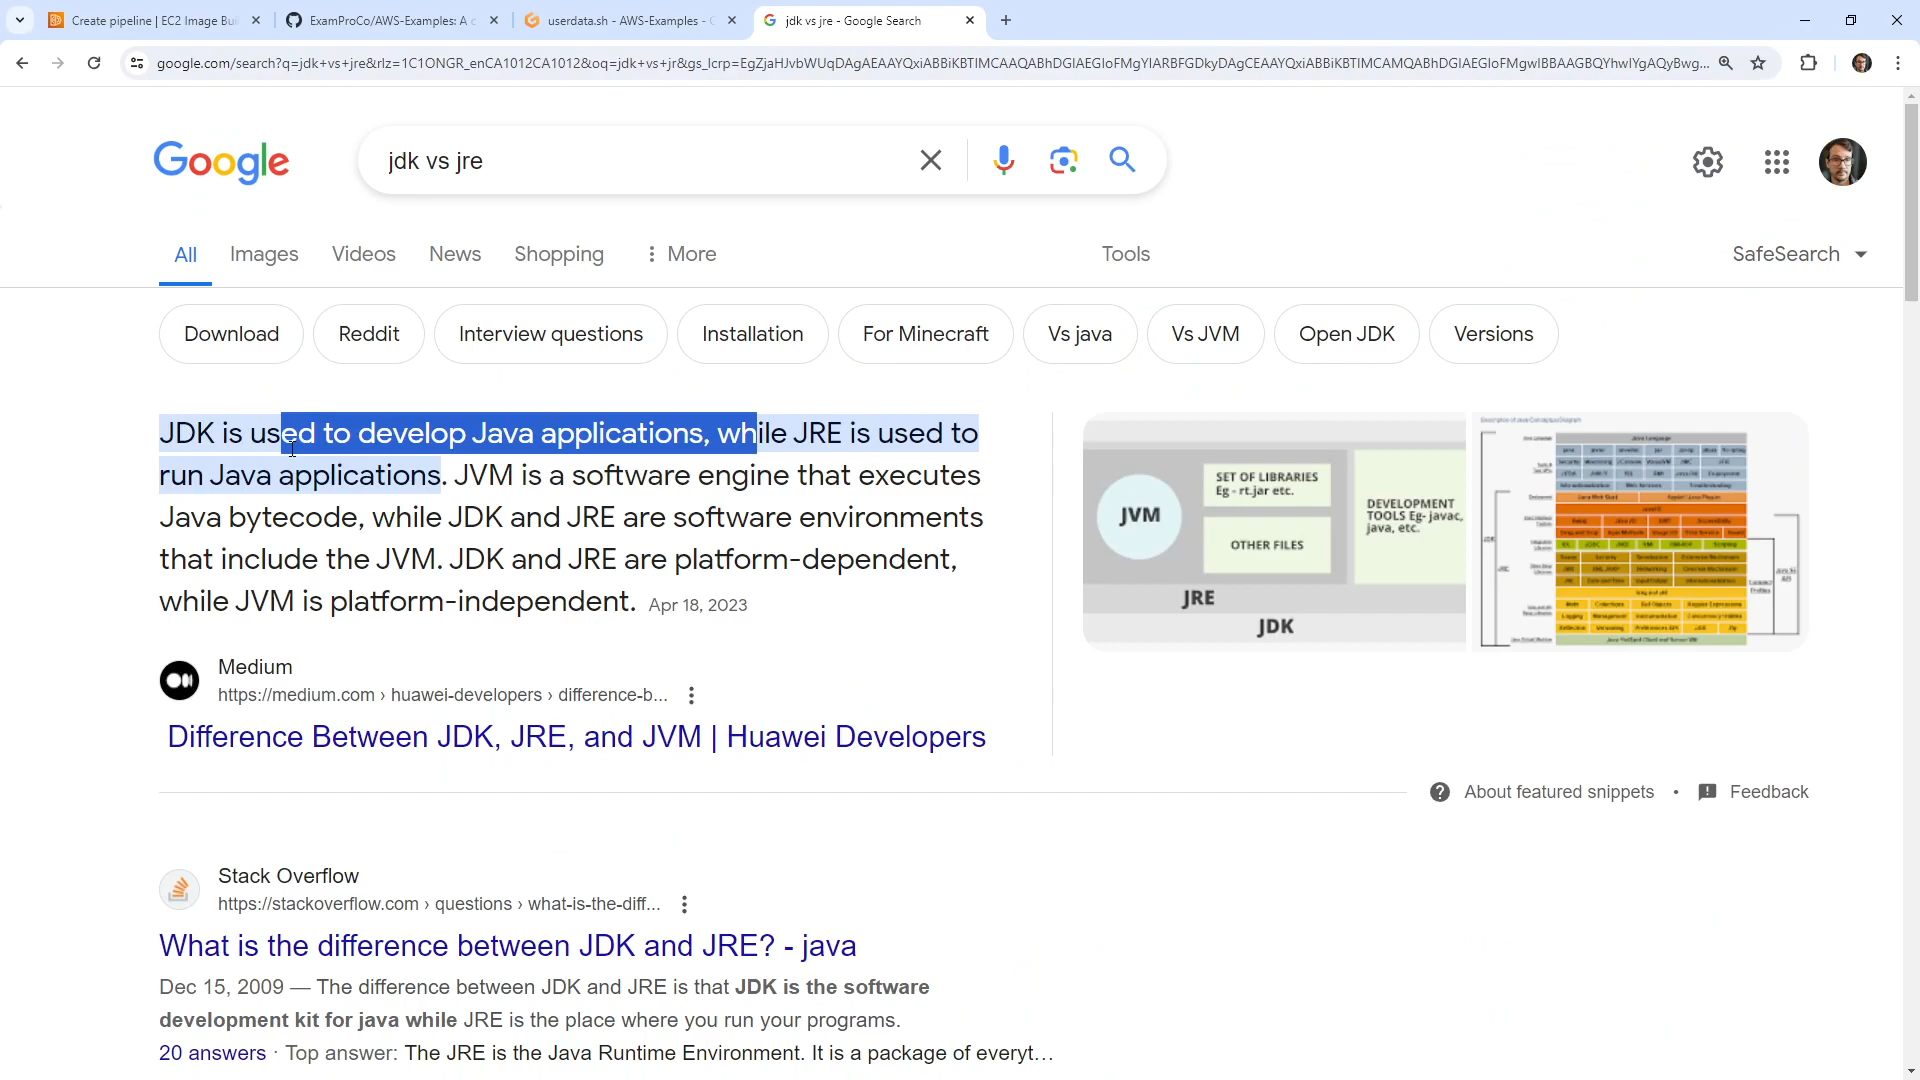 Create pipeline | EC2 Image Bui
ExamProCo/AWS-Examples: A c
userdata.sh - AWS-Examples -
jdk vs jre - Google Search
google.com/search?q=jdk+vs+jre&rlz=1C1ONGR_enCA1012CA1012&oq=jdk+vs+jr&gs_lcrp=
Google
jdk vs jre
All Images Videos News Shopping More Tools SafeSearch
Download Reddit Interview questions Installation For Minecraft Vs java Vs JVM Open JDK Versions
JDK is used to develop Java applications, while JRE is used to
run Java applications. JVM is a software engine that executes
Java bytecode, while JDK and JRE are software environments
that include the JVM. JDK and JRE are platform-dependent,
while JVM is platform-independent. Apr 18, 2023
JVM
SET OF LIBRARIES
Eg - rt.jar etc.
OTHER FILES
DEVELOPMENT
TOOLS Eg- javac,
java, etc.
JRE
JDK
Medium
https://medium.com › huawei-developers › difference-b...
Difference Between JDK, JRE, and JVM | Huawei Developers
About featured snippets • Feedback
Stack Overflow
https://stackoverflow.com › questions › what-is-the-diff...
What is the difference between JDK and JRE? - java
Dec 15, 2009 — The difference between JDK and JRE is that JDK is the software
development kit for java while JRE is the place where you run your programs.
20 answers · Top answer: The JRE is the Java Runtime Environment. It is a package of everyt...